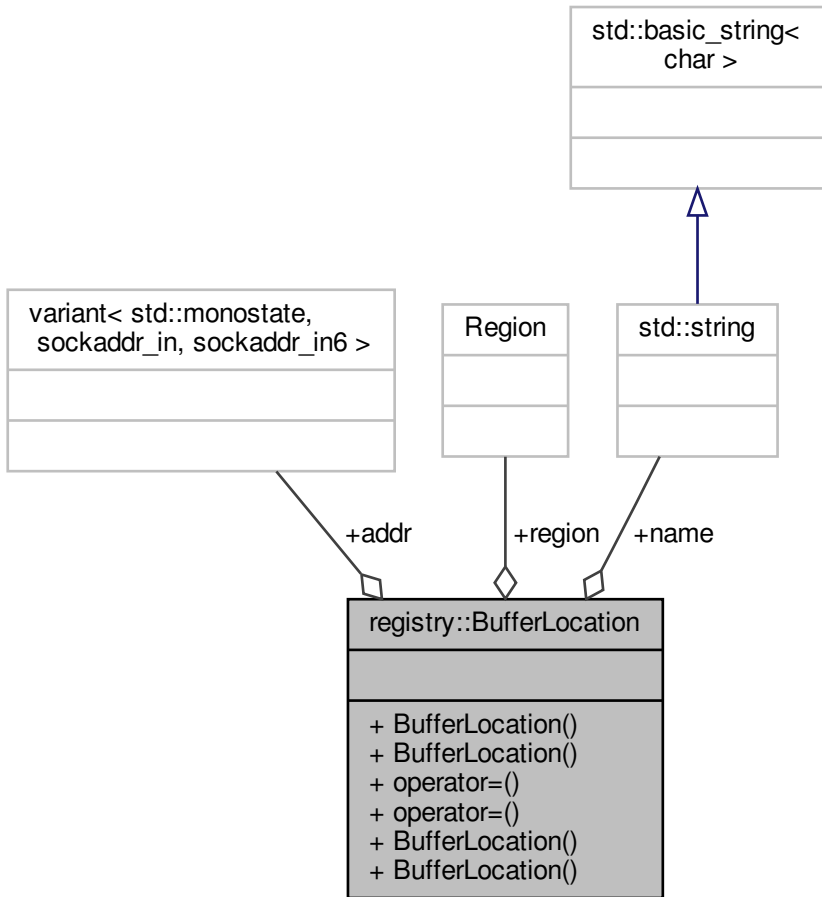 std::basic_string<
char >
variant< std::monostate,
sockaddr_in, sockaddr_in6 >
Region
std::string
+addr
+region
+name
registry::BufferLocation
+ BufferLocation()
+ BufferLocation()
+ operator=()
+ operator=()
+ BufferLocation()
+ BufferLocation()